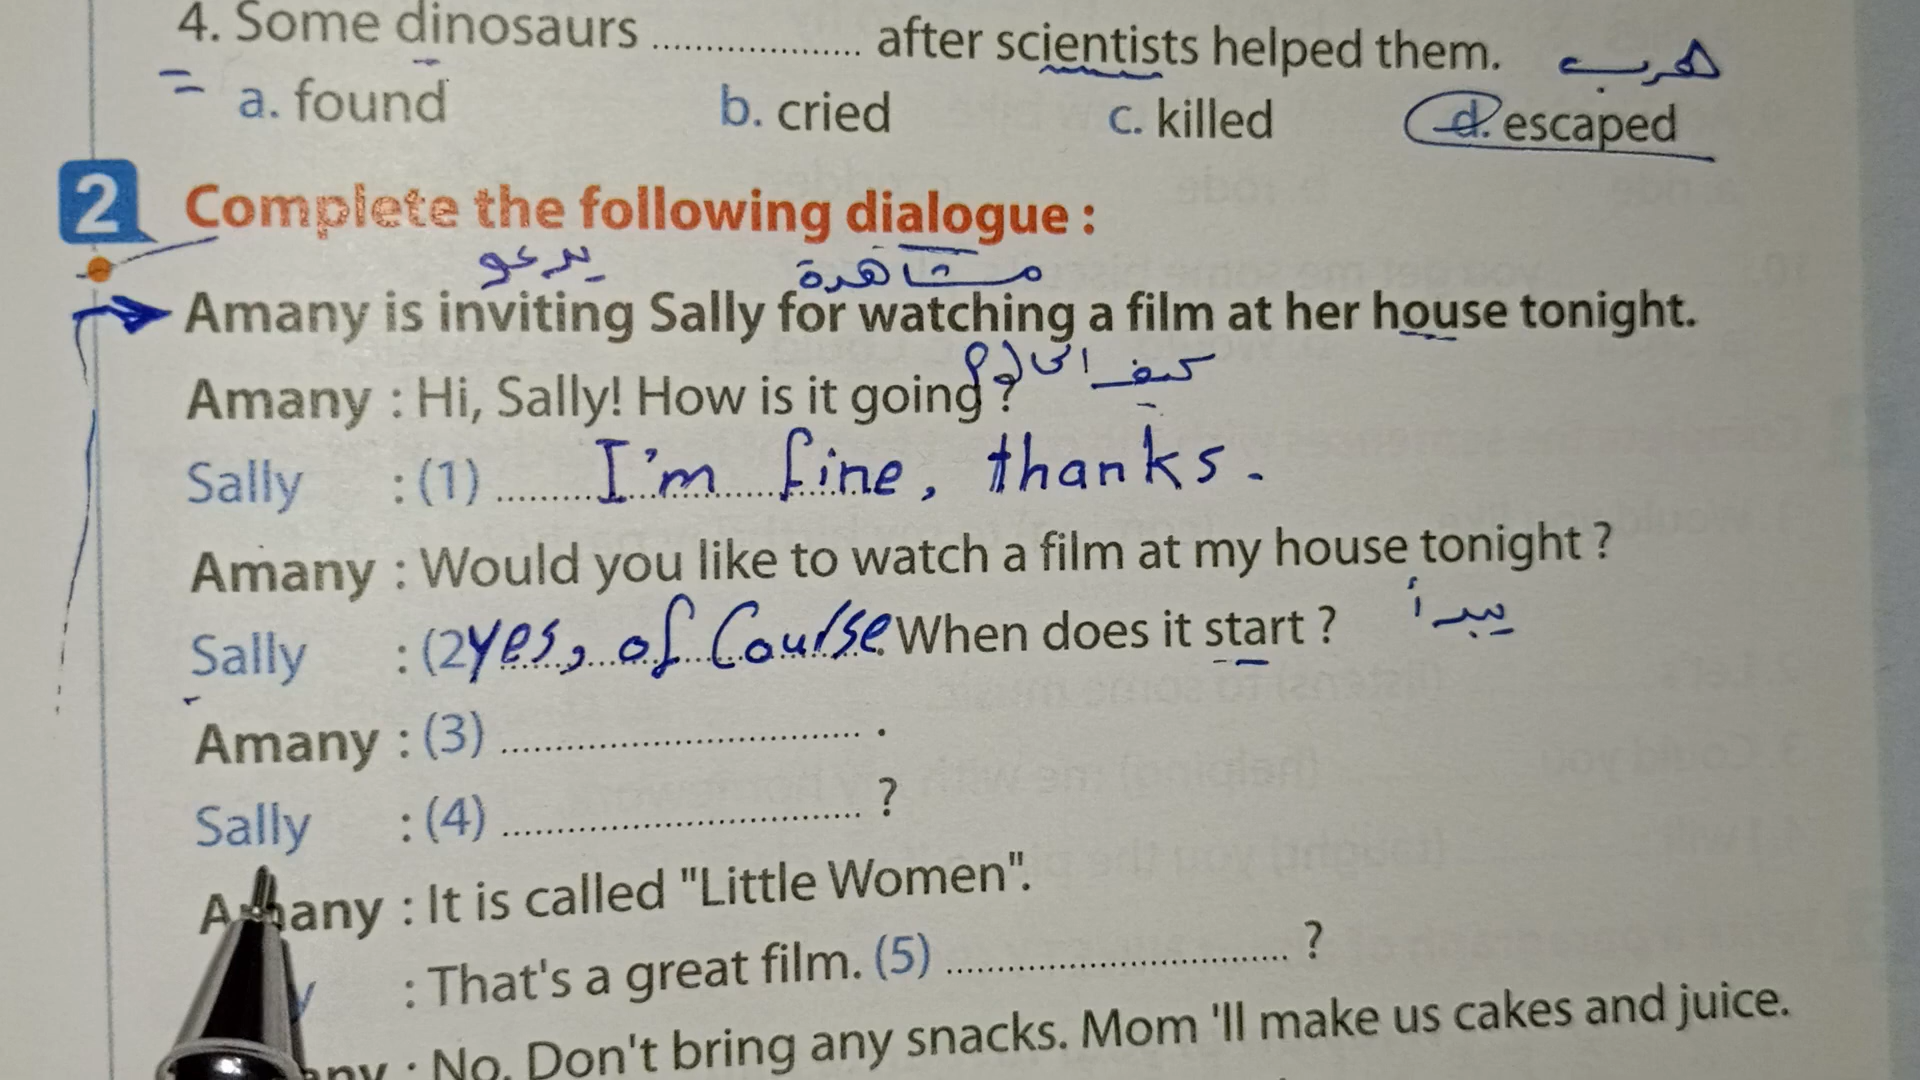 4. Some dinosaurs .................... after scientists helped them. هرب
a. found b. cried c. killed d. escaped
2 Complete the following dialogue :
يدعو مشاهدة
Amany is inviting Sally for watching a film at her house tonight.
كيف الحال؟
Amany : Hi, Sally! How is it going ?
Sally : (1) I'm fine, thanks.
Amany : Would you like to watch a film at my house tonight ?
يبدأ
Sally : (2 yes, of Course. When does it start ?
Amany : (3) .................................... .
Sally : (4) .................................... ?
Amany : It is called "Little Women".
y : That's a great film. (5) .................................... ?
any : No. Don't bring any snacks. Mom 'll make us cakes and juice.